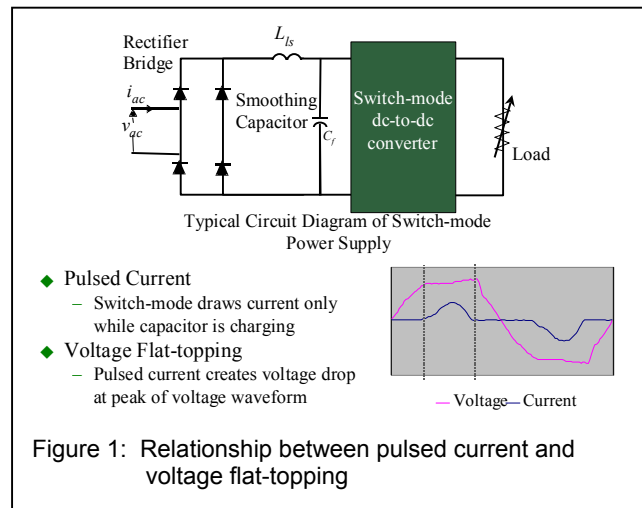 Rectifier
Bridge
L_ls
i_ac
v_ac
Smoothing
Capacitor
C_f
Switch-mode
dc-to-dc
converter
Load
Typical Circuit Diagram of Switch-mode
Power Supply
◆ Pulsed Current
– Switch-mode draws current only
while capacitor is charging
◆ Voltage Flat-topping
– Pulsed current creates voltage drop
at peak of voltage waveform
Voltage Current
Figure 1: Relationship between pulsed current and
voltage flat-topping